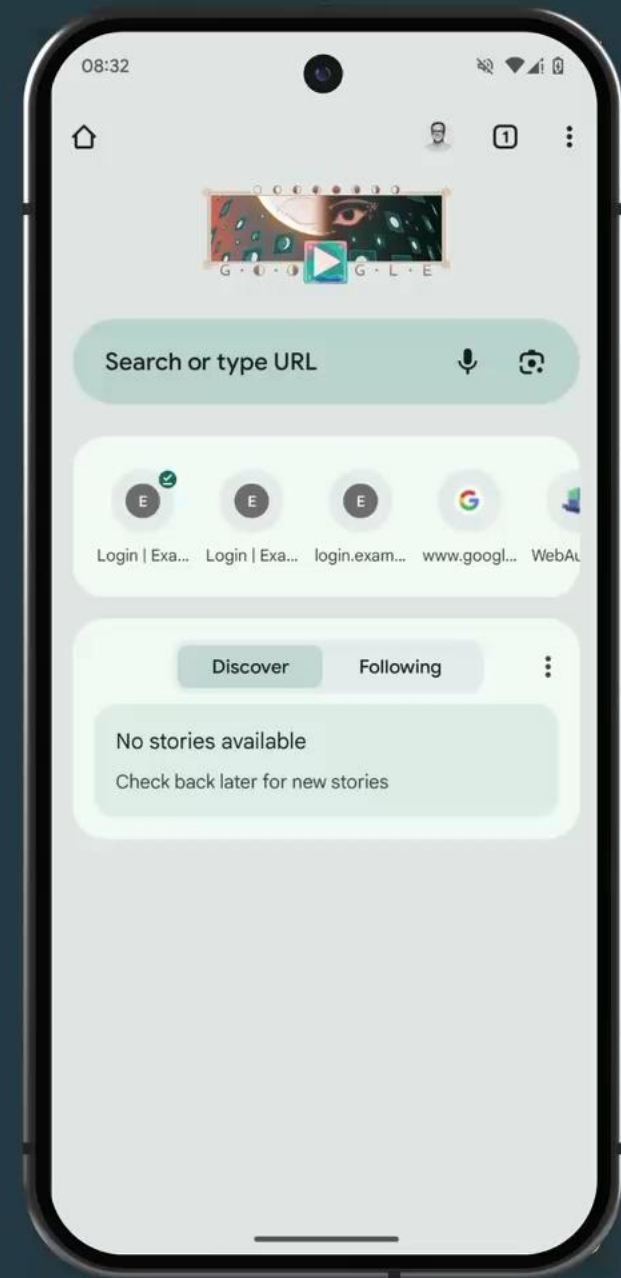 08:32
1
G · O · O G · L · E
Search or type URL
E E E G
Login | Exa... Login | Exa... login.exam... www.googl... WebAu
Discover Following
No stories available
Check back later for new stories